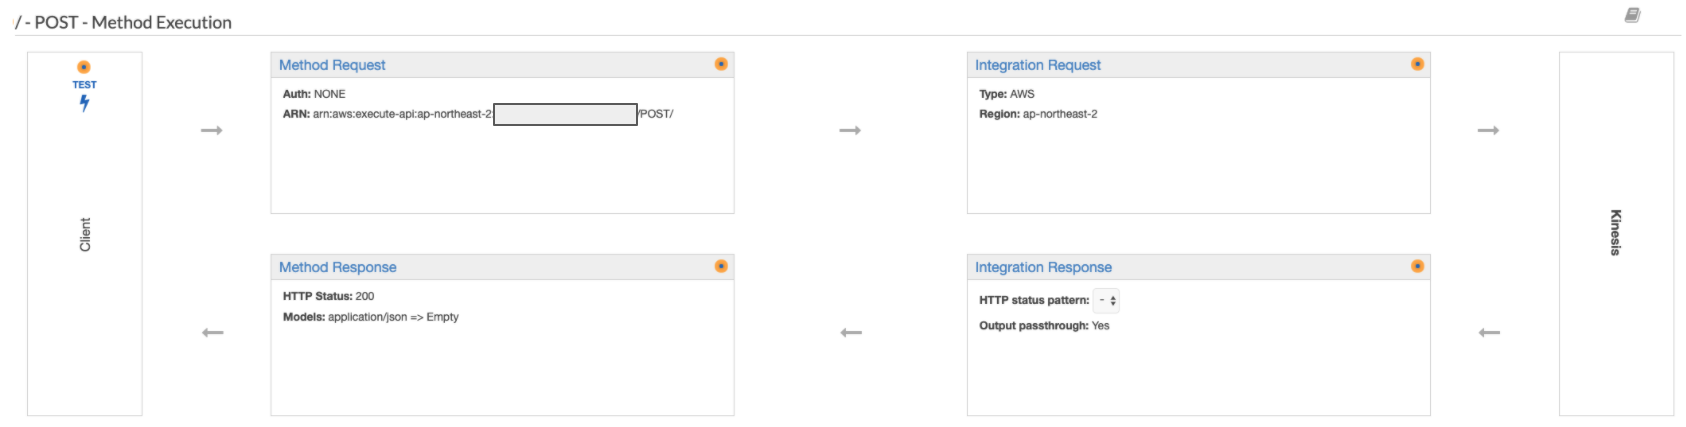 / - POST - Method Execution
TEST
Client
Method Request
Auth: NONE
ARN: arn:aws:execute-api:ap-northeast-2: /POST/
Integration Request
Type: AWS
Region: ap-northeast-2
Kinesis
Method Response
HTTP Status: 200
Models: application/json => Empty
Integration Response
HTTP status pattern: -
Output passthrough: Yes